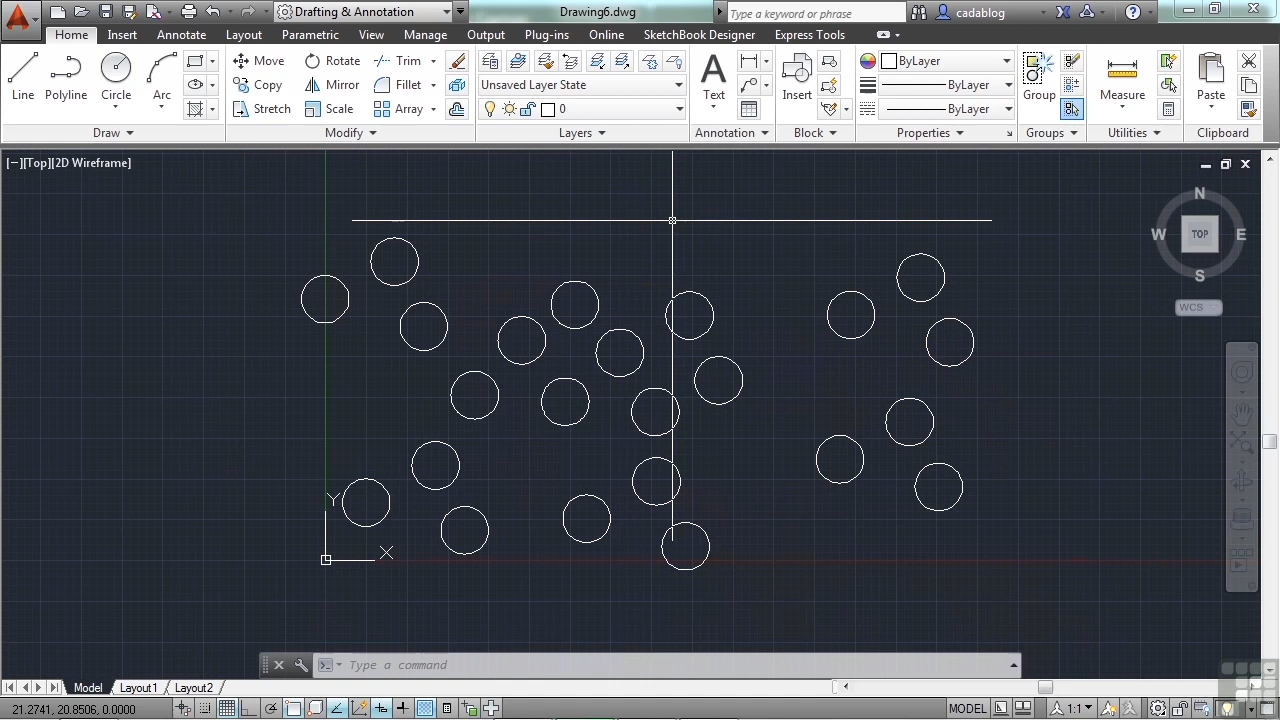 Drafting & Annotation Drawing6.dwg Type a keyword or phrase cadablog
Home Insert Annotate Layout Parametric View Manage Output Plug-ins Online SketchBook Designer Express Tools
Line Polyline Circle Arc Move Rotate Trim Text Insert ByLayer Group Measure Paste
Copy Mirror Fillet Unsaved Layer State ByLayer
Stretch Scale Array 0 ByLayer
Draw Modify Layers Annotation Block Properties Groups Utilities Clipboard
[−][Top][2D Wireframe]
N
W TOP E
S
WCS
Y
X
Type a command
Model Layout1 Layout2
21.2741, 20.8506, 0.0000 MODEL 1:1